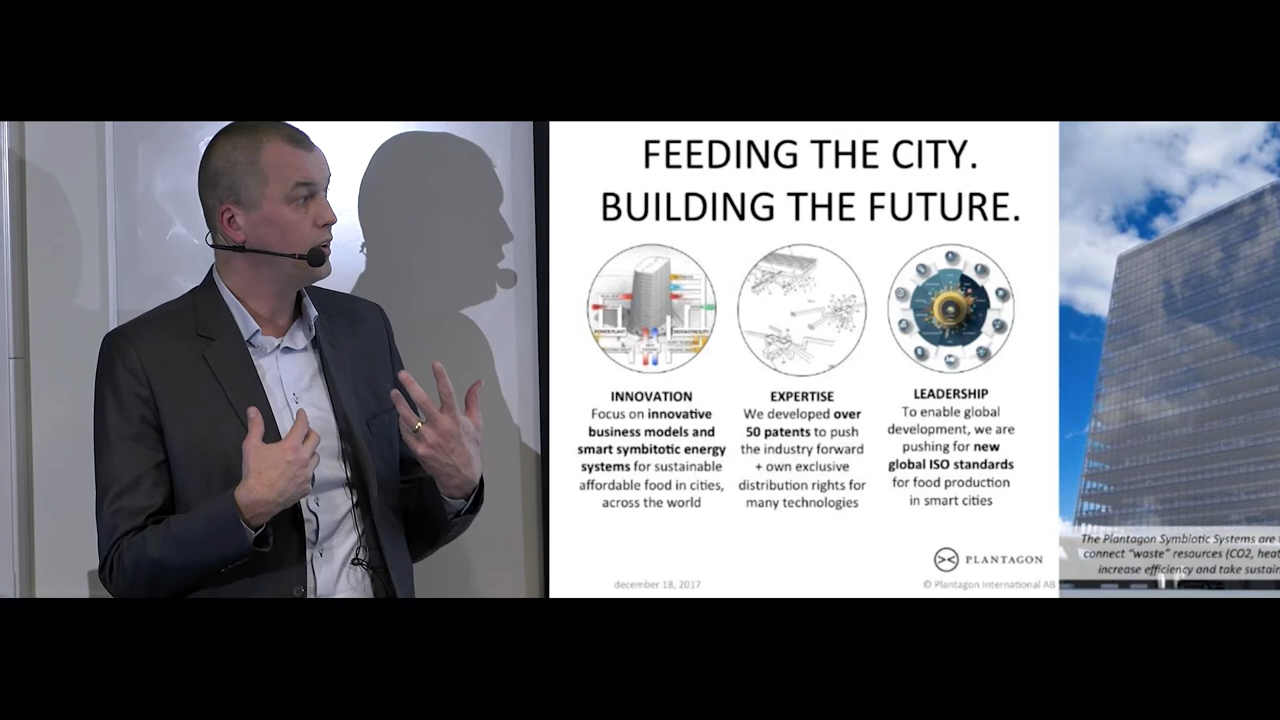 FEEDING THE CITY.
BUILDING THE FUTURE.
POWER PLANT
INNOVATION
Focus on innovative
business models and
smart symbitotic energy
systems for sustainable
affordable food in cities,
across the world
EXPERTISE
We developed over
50 patents to push
the industry forward
+ own exclusive
distribution rights for
many technologies
LEADERSHIP
To enable global
development, we are
pushing for new
global ISO standards
for food production
in smart cities
PLANTAGON
december 18, 2017
© Plantagon International AB
The Plantagon Symbiotic Systems are
connect “waste” resources (CO2, heat
increase efficiency and take sustain